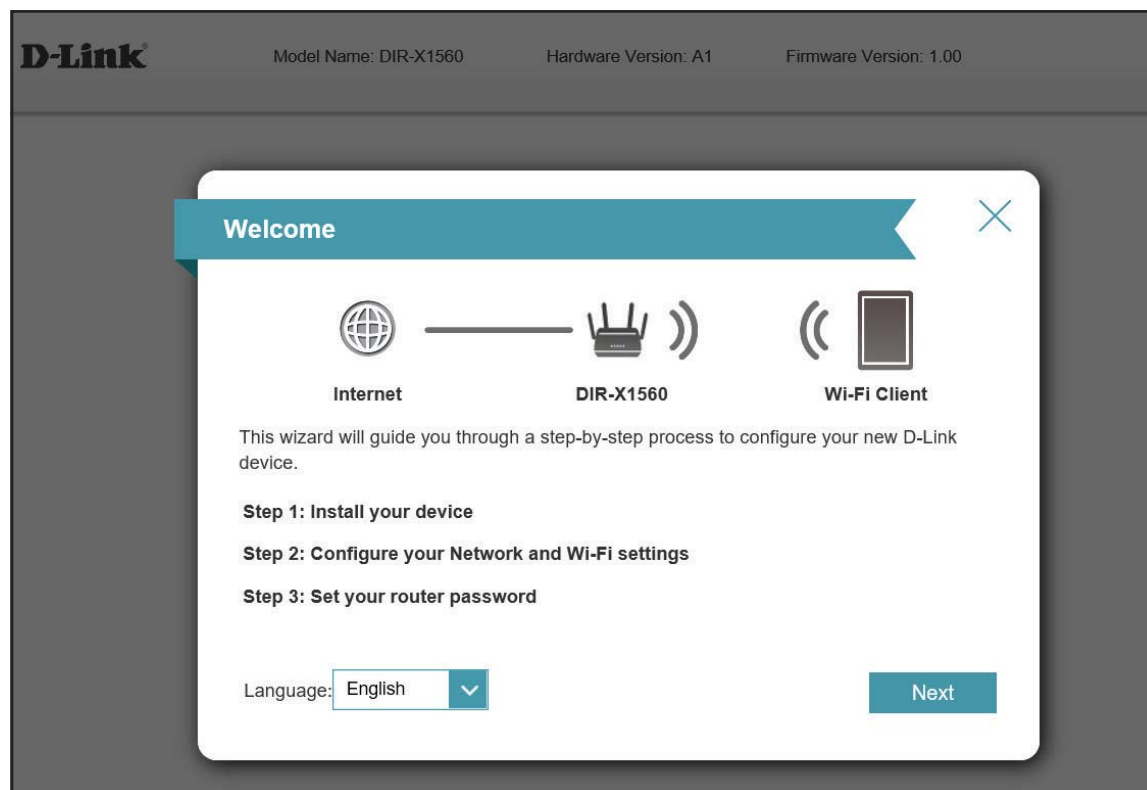 D-Link Model Name: DIR-X1560 Hardware Version: A1 Firmware Version: 1.00
Welcome
Internet DIR-X1560 Wi-Fi Client
This wizard will guide you through a step-by-step process to configure your new D-Link
device.
Step 1: Install your device
Step 2: Configure your Network and Wi-Fi settings
Step 3: Set your router password
Language: English Next